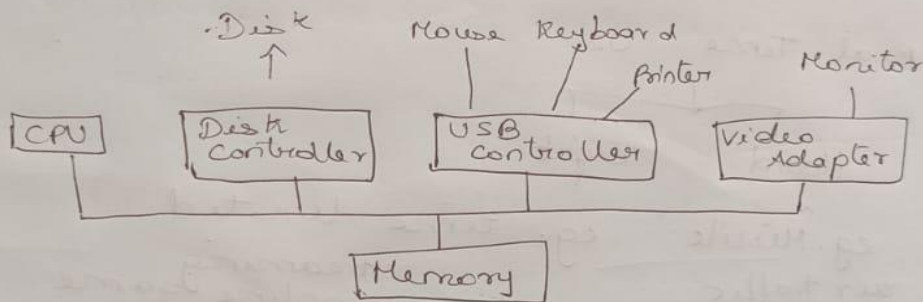 .Disk
Mouse Keyboard
Printer
Monitor
CPU
Disk
Controller
USB
Controller
Video
Adapter
Memory